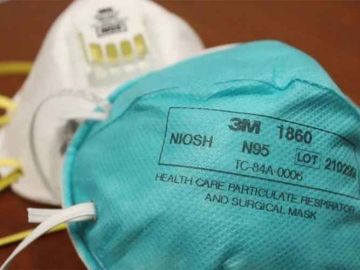 3M 1860
NIOSH N95 LOT
TC-84A-0006
HEALTH CARE PARTICULATE RESPIRATOR
AND SURGICAL MASK